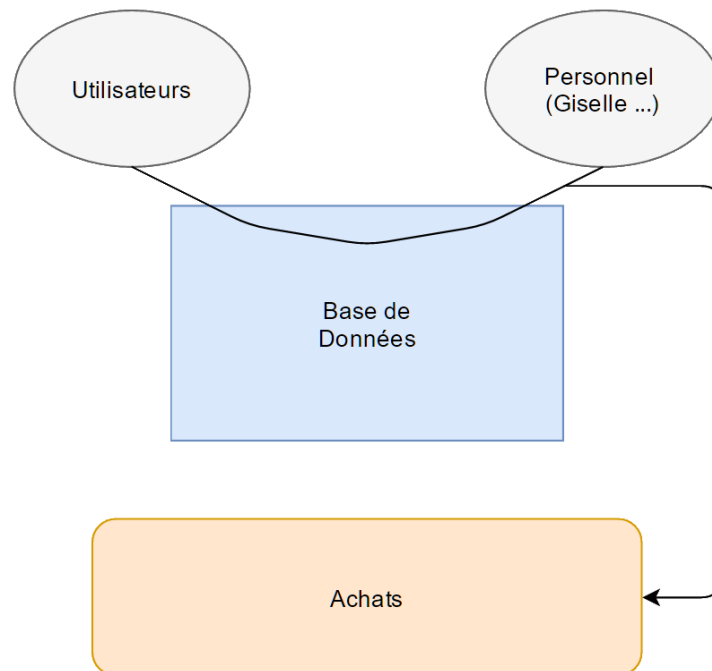 Utilisateurs
Personnel
(Giselle ...)
Base de
Données
Achats